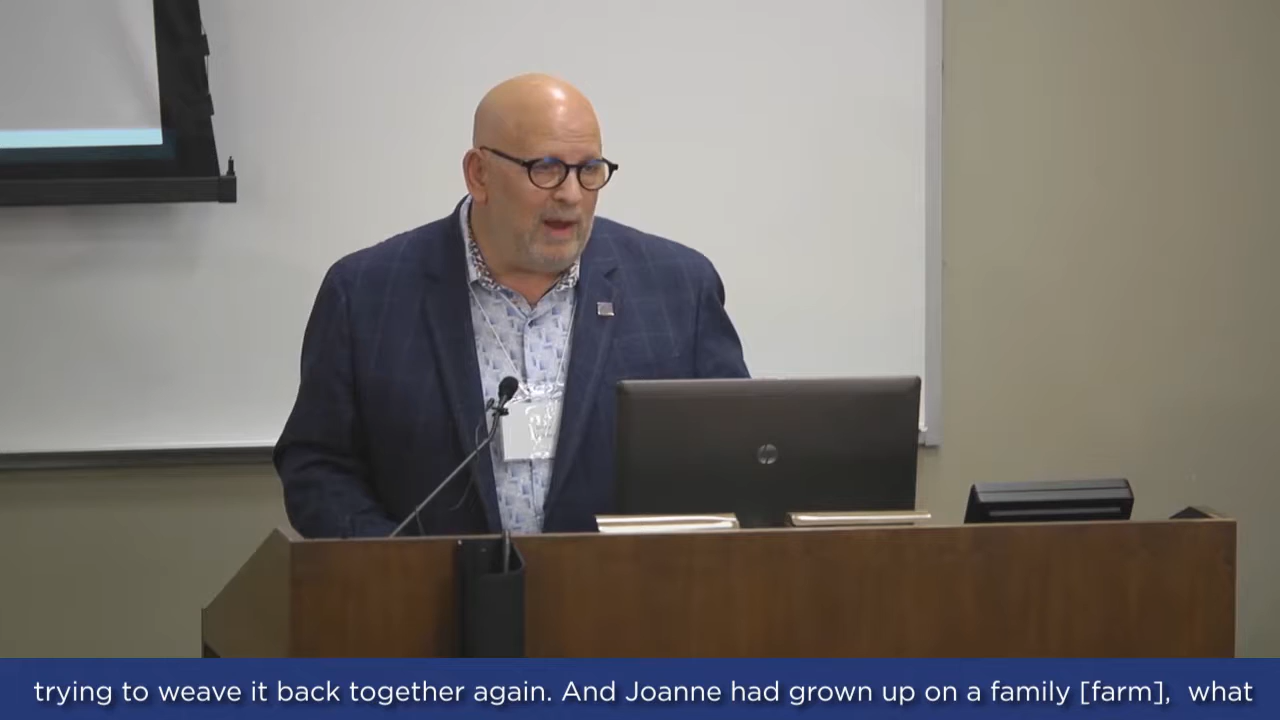 trying to weave it back together again. And Joanne had grown up on a family [farm], what